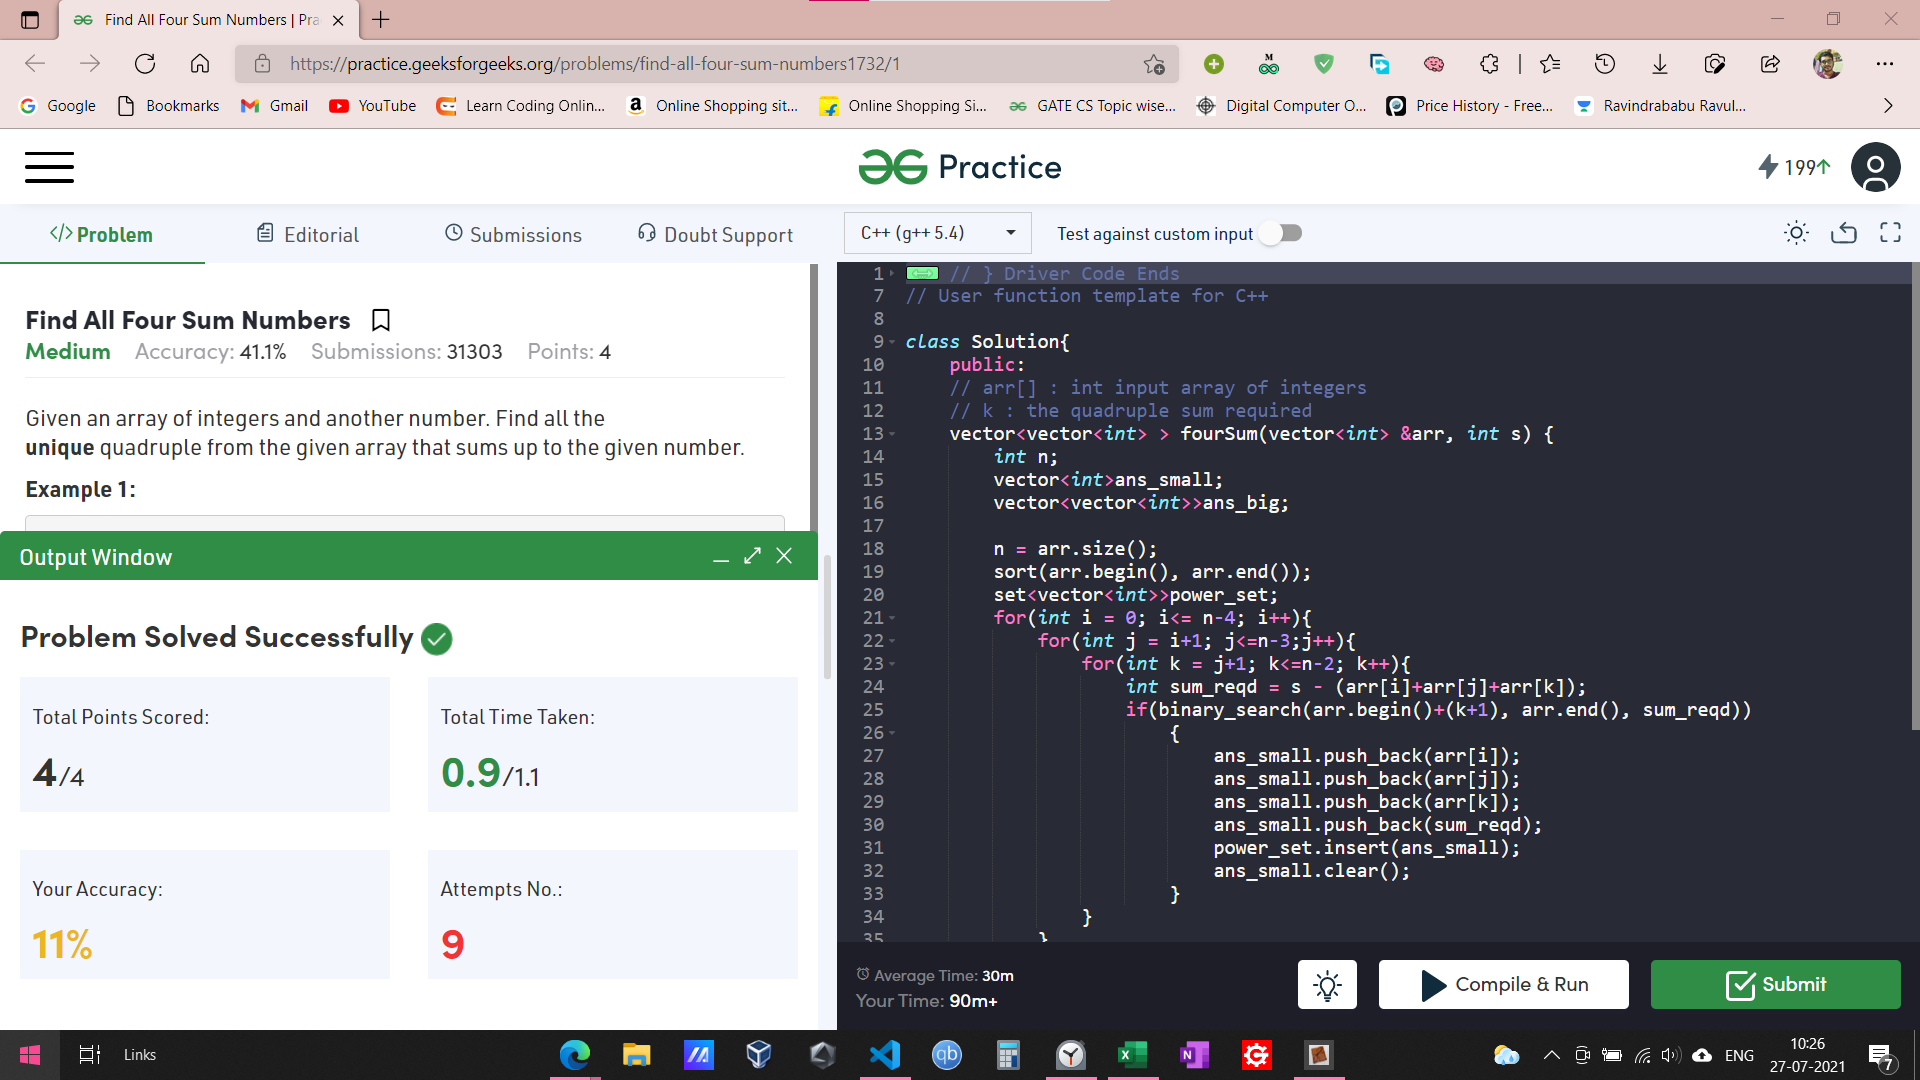 Find All Four Sum Numbers | Pra
https://practice.geeksforgeeks.org/problems/find-all-four-sum-numbers1732/1
Google Bookmarks Gmail YouTube Learn Coding Onlin... Online Shopping sit... Online Shopping Si... GATE CS Topic wise... Digital Computer O... Price History - Free... Ravindrababu Ravul...
Practice
199
Problem Editorial Submissions Doubt Support
C++ (g++ 5.4) Test against custom input
Find All Four Sum Numbers
Medium Accuracy: 41.1% Submissions: 31303 Points: 4
Given an array of integers and another number. Find all the
unique quadruple from the given array that sums up to the given number.
Example 1:
Output Window
Problem Solved Successfully
Total Points Scored:
4/4
Total Time Taken:
0.9/1.1
Your Accuracy:
11%
Attempts No.:
9
1 // } Driver Code Ends
7 // User function template for C++
8
9 class Solution{
10 public:
11 // arr[] : int input array of integers
12 // k : the quadruple sum required
13 vector<vector<int> > fourSum(vector<int> &arr, int s) {
14 int n;
15 vector<int>ans_small;
16 vector<vector<int>>ans_big;
17
18 n = arr.size();
19 sort(arr.begin(), arr.end());
20 set<vector<int>>power_set;
21 for(int i = 0; i<= n-4; i++){
22 for(int j = i+1; j<=n-3;j++){
23 for(int k = j+1; k<=n-2; k++){
24 int sum_reqd = s - (arr[i]+arr[j]+arr[k]);
25 if(binary_search(arr.begin()+(k+1), arr.end(), sum_reqd))
26 {
27 ans_small.push_back(arr[i]);
28 ans_small.push_back(arr[j]);
29 ans_small.push_back(arr[k]);
30 ans_small.push_back(sum_reqd);
31 power_set.insert(ans_small);
32 ans_small.clear();
33 }
34 }
35 }
Average Time: 30m
Your Time: 90m+
Compile & Run
Submit
Links
ENG
10:26
27-07-2021
7